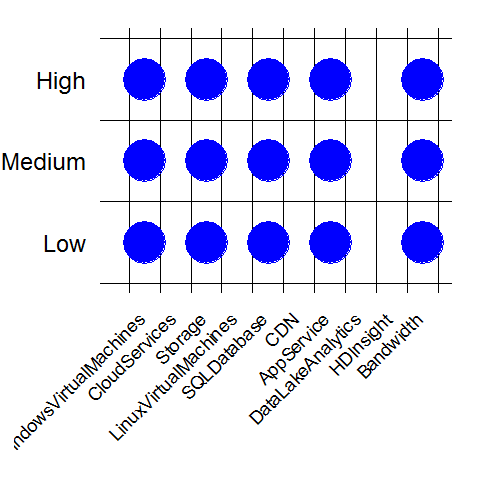 High
Medium
Low
ndowsVirtualMachines
CloudServices
Storage
LinuxVirtualMachines
SQLDatabase
CDN
AppService
DataLakeAnalytics
HDInsight
Bandwidth